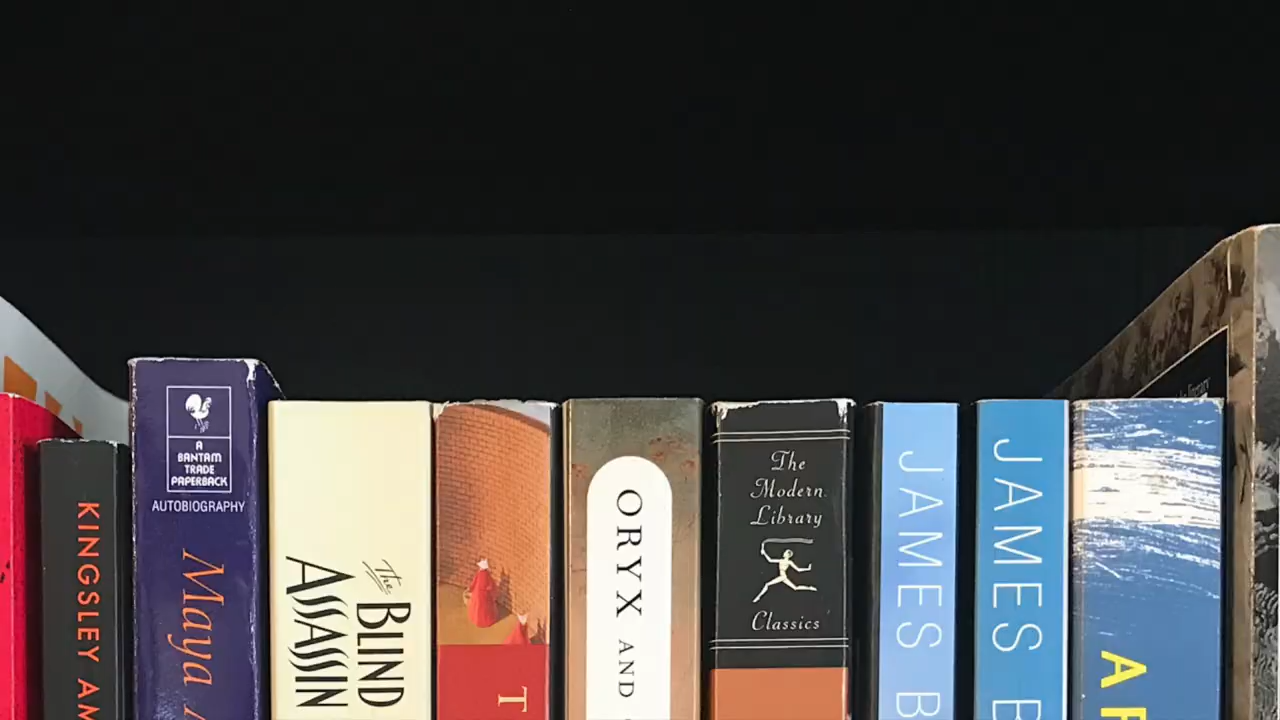 KINGSLEY AM
A
BANTAM
TRADE
PAPERBACK
AUTOBIOGRAPHY
Maya
The BLIND
ASSASSIN
T
ORYX AND
The
Modern
Library
Classics
JAMES B
JAMES B
A F